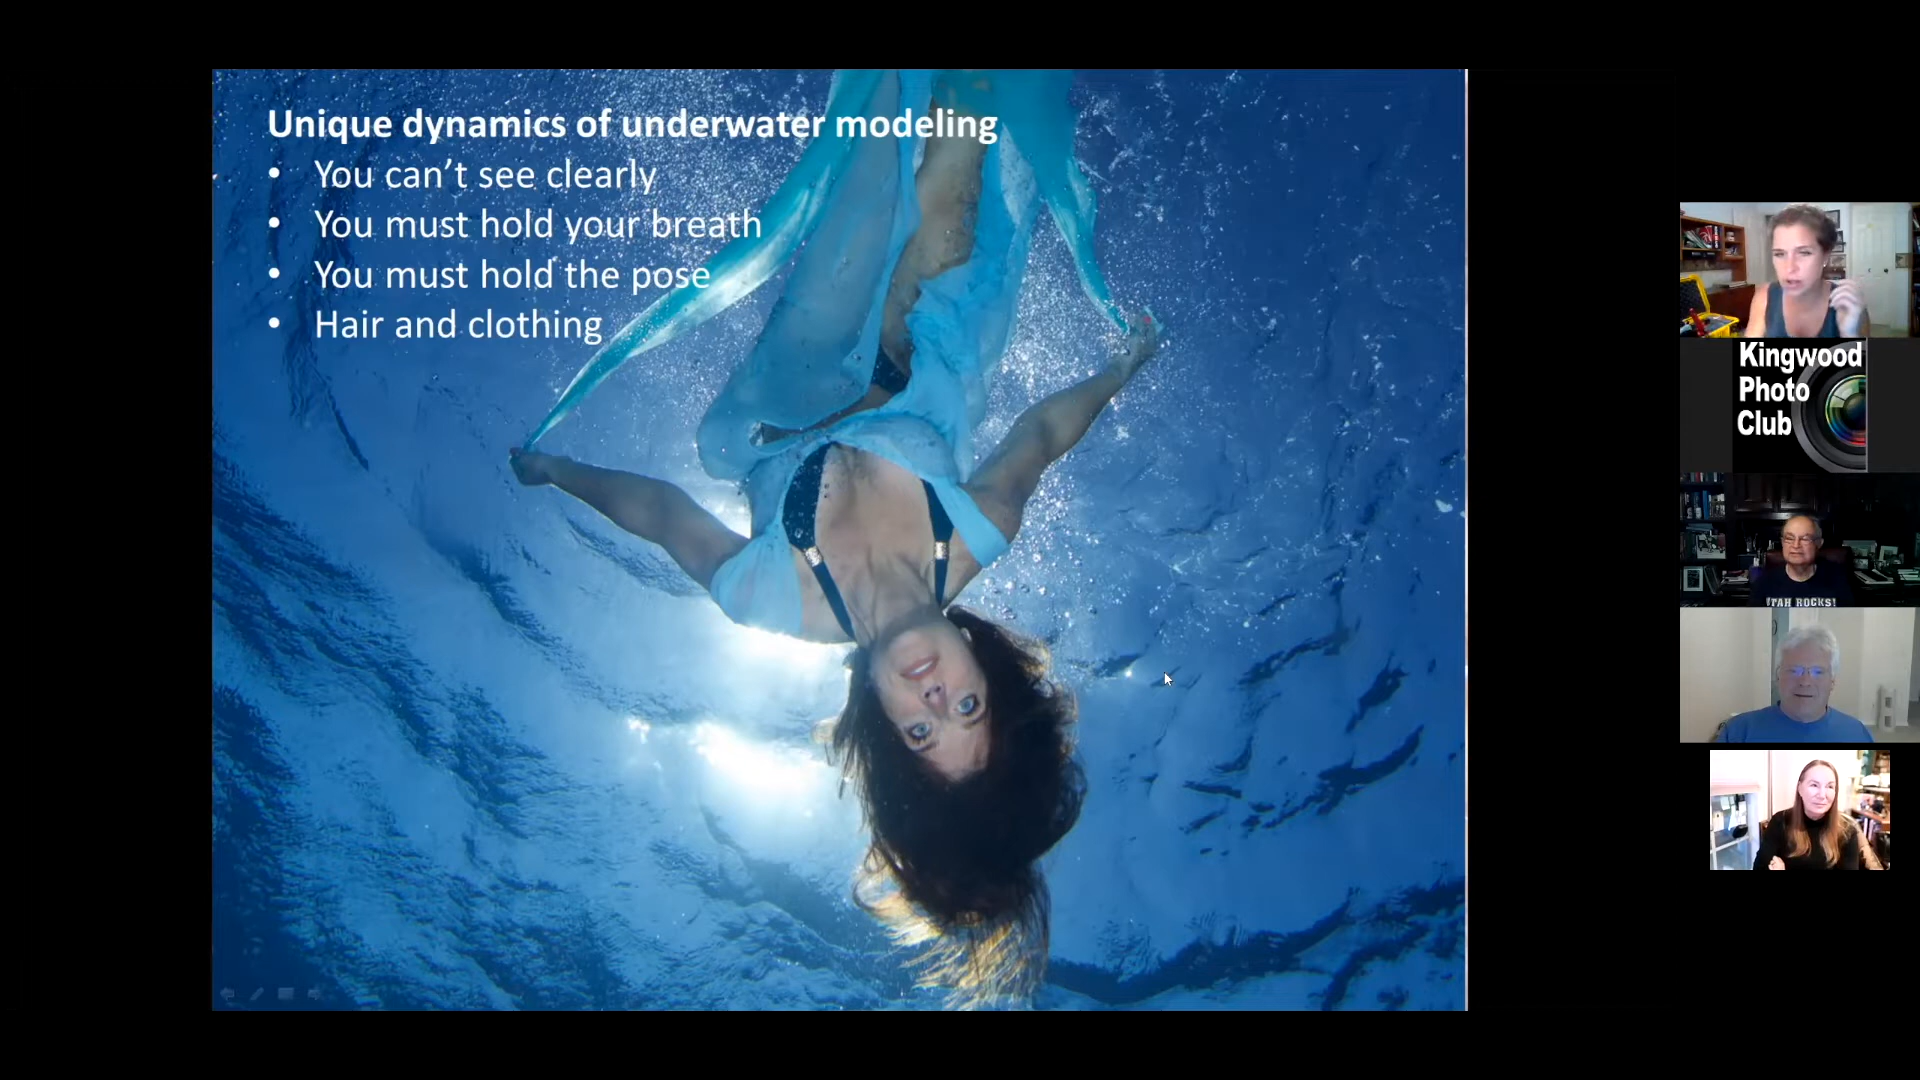 Unique dynamics of underwater modeling
• You can't see clearly
• You must hold your breath
• You must hold the pose
• Hair and clothing
Kingwood
Photo
Club
ROCKS!